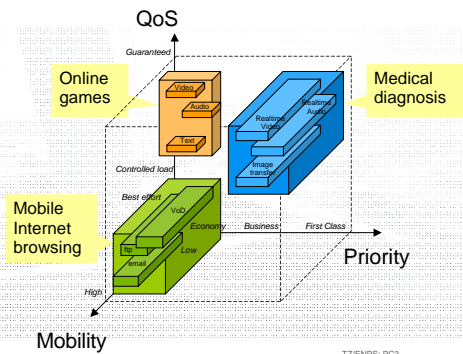 QoS
Guaranteed
Online
games
Video
Audio
Text
Medical
diagnosis
Realtime
Audio
Realtime
Video
Image
transfer
Controlled load
Best effort
Mobile
Internet
browsing
VoD
ftp
email
Economy
Business
First Class
Low
Priority
High
Mobility